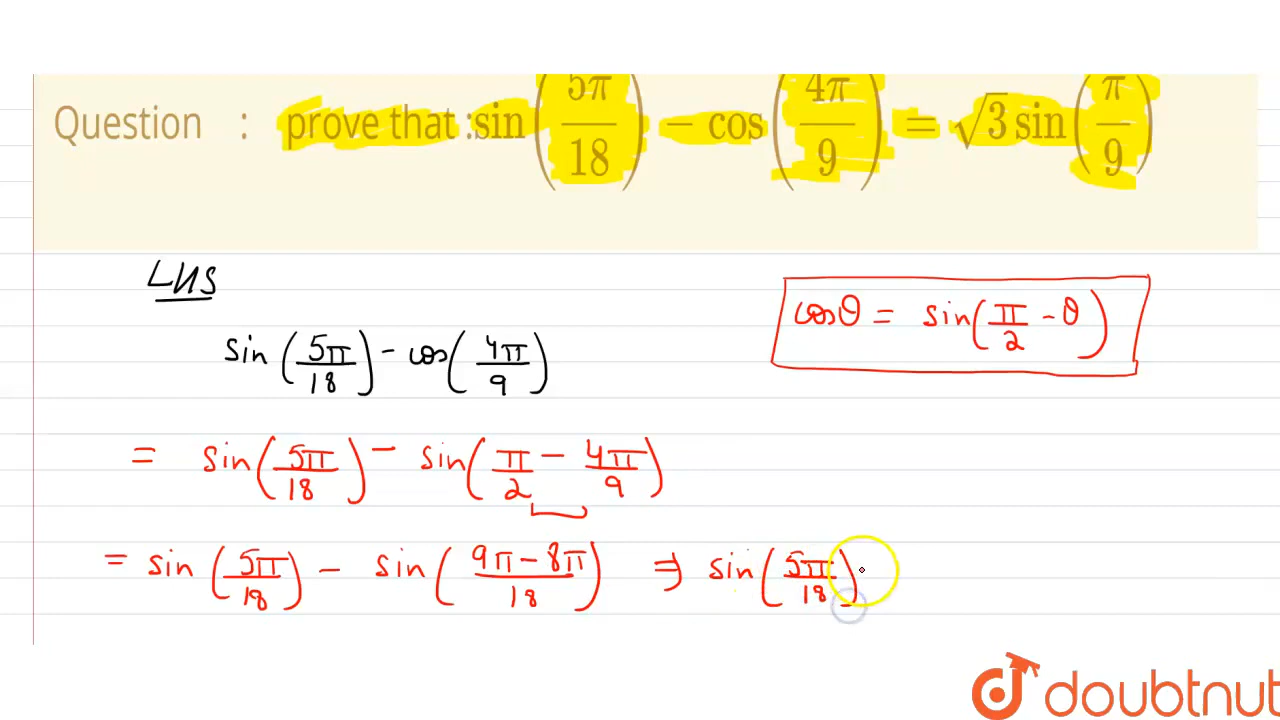 Question : prove that :sin(5π/18) − cos(4π/9) = √3 sin(π/9)
LHS
cosθ = sin(π/2 − θ)
sin(5π/18) − cos(4π/9)
= sin(5π/18) − sin(π/2 − 4π/9)
= sin(5π/18) − sin((9π − 8π)/18) ⇒ sin(5π/18)
doubtnut